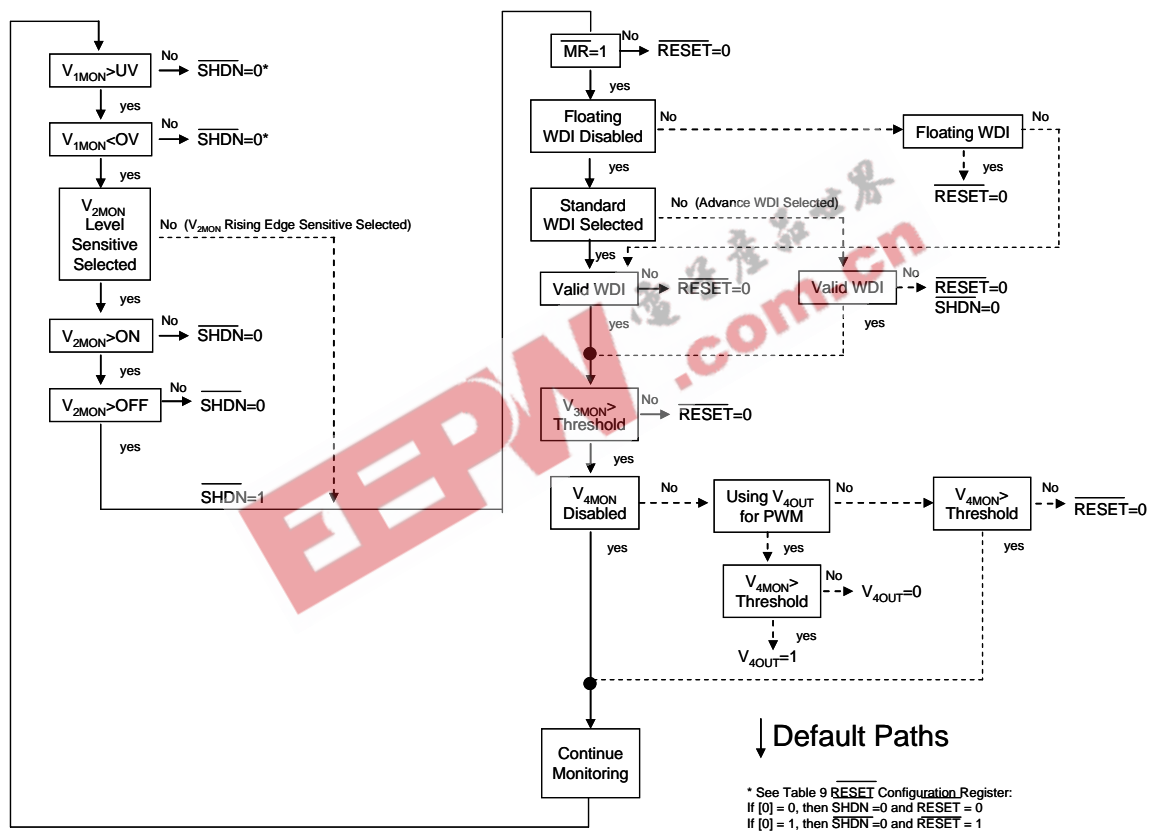 V1MON>UV
No
SHDN=0*
yes
V1MON<OV
No
SHDN=0*
yes
V2MON
Level
Sensitive
Selected
No (V2MON Rising Edge Sensitive Selected)
yes
V2MON>ON
No
SHDN=0
yes
V2MON>OFF
No
SHDN=0
yes
SHDN=1
MR=1
No
RESET=0
yes
Floating
WDI Disabled
No
Floating WDI
No
yes
RESET=0
Standard
WDI Selected
No (Advance WDI Selected)
yes
Valid WDI
No
RESET=0
yes
Valid WDI
No
RESET=0
SHDN=0
yes
V3MON>
Threshold
No
RESET=0
yes
V4MON
Disabled
No
Using V4OUT
for PWM
No
V4MON>
Threshold
No
RESET=0
yes
yes
yes
V4MON>
Threshold
No
V4OUT=0
yes
V4OUT=1
Continue
Monitoring
Default Paths
* See Table 9 RESET Configuration Register:
If [0] = 0, then SHDN =0 and RESET = 0
If [0] = 1, then SHDN =0 and RESET = 1
EEPW
電子產品世界
.com.cn